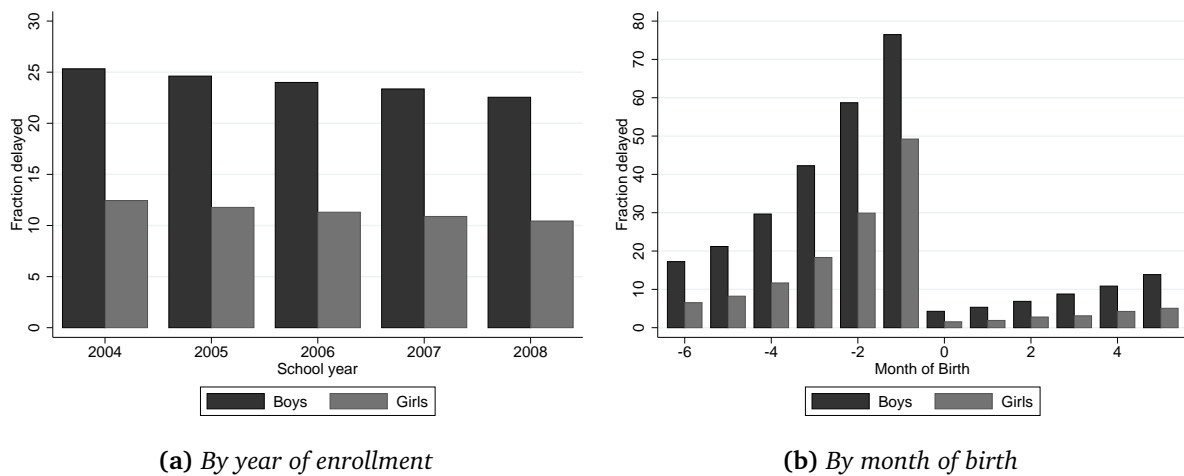 30
25
20
15
10
5
0
Fraction delayed
2004 2005 2006 2007 2008
School year
Boys Girls
(a) By year of enrollment
80
70
60
50
40
30
20
10
0
Fraction delayed
-6 -4 -2 0 2 4
Month of Birth
Boys Girls
(b) By month of birth